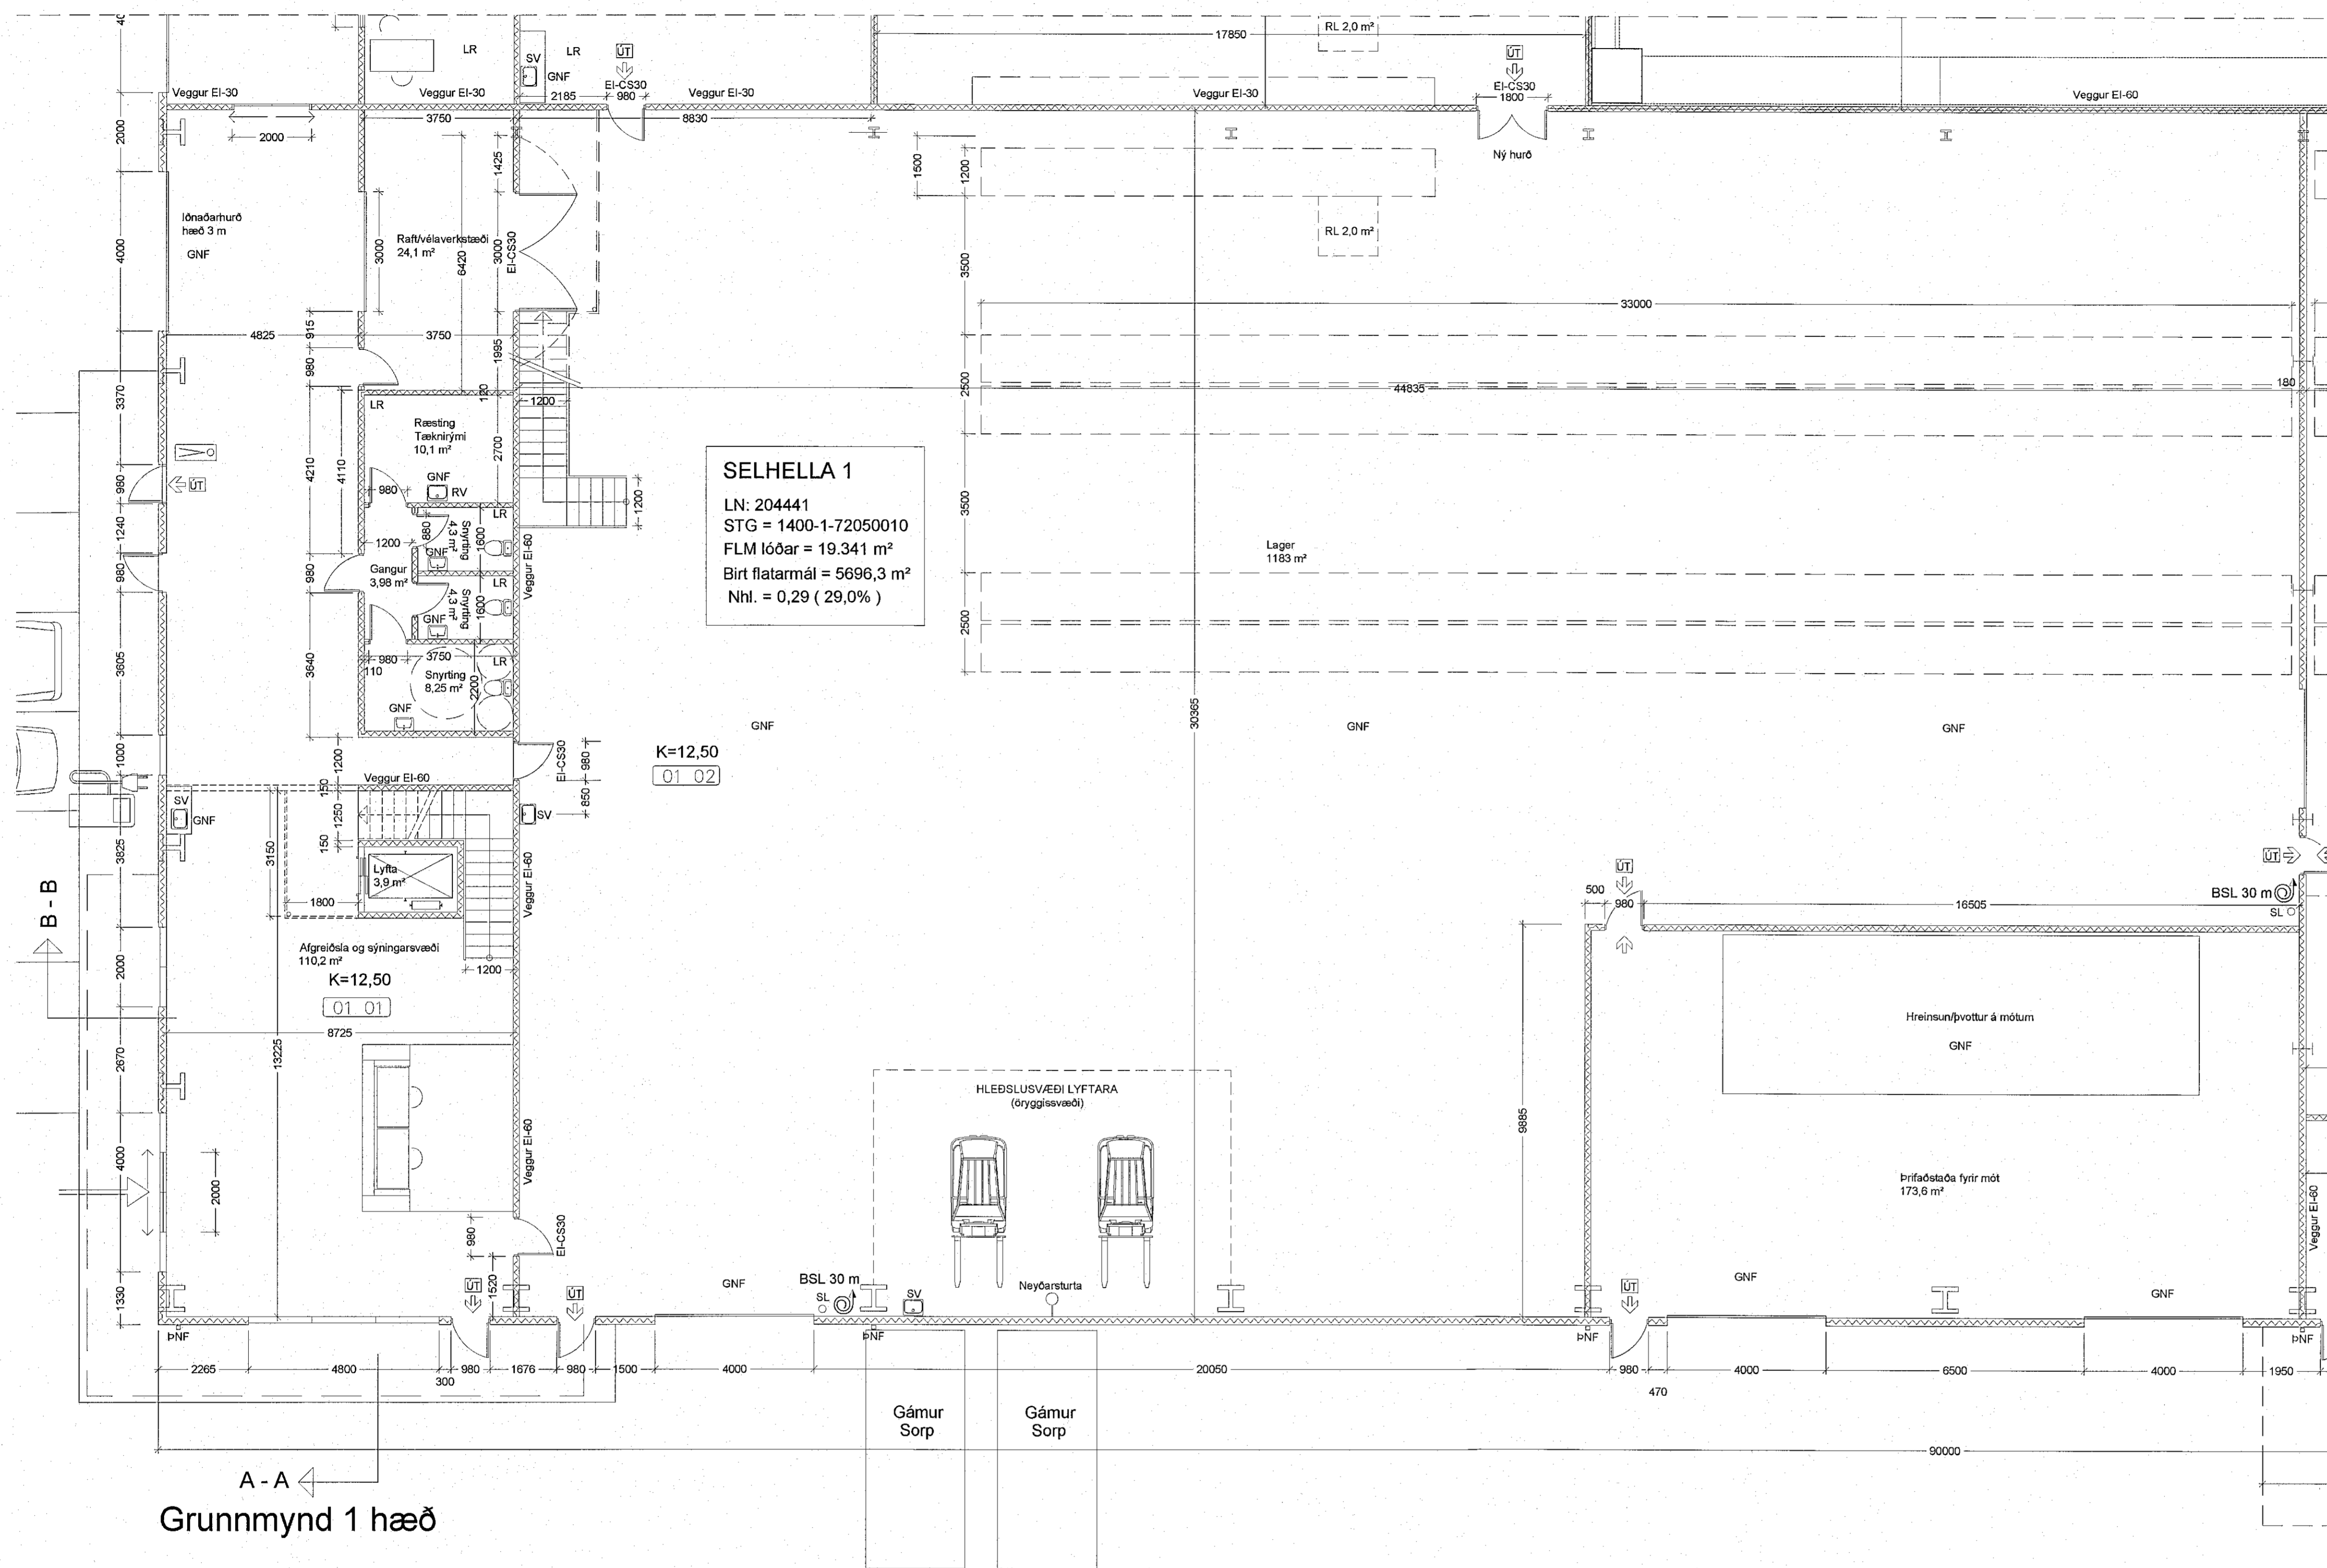 40
LR
SV
GNF
LR
ÚT
17850
RL 2,0 m²
ÚT
Veggur EI-30
Veggur EI-30
2185
EI-CS30
980
Veggur EI-30
Veggur EI-30
EI-CS30
1800
Veggur EI-60
2000
2000
3750
8830
Ný hurð
1425
1500
1200
Iðnaðarhurð
hæð 3 m
GNF
4000
3000
Raft/vélaverkstæði
24,1 m²
6420
3000
EI-CS30
3500
RL 2,0 m²
33000
4825
915
3750
1995
980
2500
44835
180
3370
LR
120
1200
Ræsting
Tæknirými
10,1 m²
2700
GNF
RV
980
4210
4110
980
ÚT
1200
3500
SELHELLA 1
LN: 204441
STG = 1400-1-72050010
FLM lóðar = 19.341 m²
Birt flatarmál = 5696,3 m²
Nhl. = 0,29 ( 29,0% )
1240
880
Snyrting
4,3 m²
LR
1600
1200
GNF
Veggur EI-60
Lager
1183 m²
980
980
Gangur
3,98 m²
Snyrting
4,3 m²
LR
1600
GNF
2500
3605
3640
980
3750
LR
110
Snyrting
8,25 m²
2200
GNF
30365
GNF
GNF
GNF
K=12,50
01 02
1000
1200
EI-CS30
980
Veggur EI-60
150
850
SV
GNF
1250
SV
150
3825
3150
Lyfta
3,9 m²
1800
Veggur EI-60
B - B
ÚT
500
980
16505
ÚT
BSL 30 m
SL
Afgreiðsla og sýningarsvæði
110,2 m²
K=12,50
01 01
1200
2000
8725
13225
2670
Hreinsun/þvottur á mótum
GNF
HLEÐSLUSVÆÐI LYFTARA
(öryggissvæði)
9885
4000
2000
Veggur EI-60
Þrifaðstaða fyrir mót
173,6 m²
Veggur EI-60
980
EI-CS30
1330
ÚT
1520
ÚT
GNF
BSL 30 m
SL
SV
Neyðarsturta
ÚT
GNF
GNF
ÞNF
ÞNF
ÞNF
ÞNF
2265
4800
300
980
1676
980
1500
4000
20050
980
470
4000
6500
4000
1950
Gámur
Sorp
Gámur
Sorp
90000
A - A
Grunnmynd 1 hæð